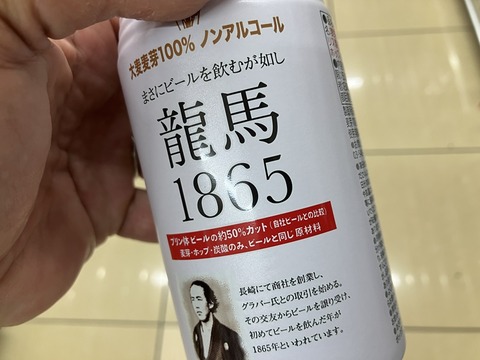 大麦麦芽100% ノンアルコール
まさにビールを飲むが如し
龍馬
1865
プリン体 ビールの約50%カット(自社ビールとの比較)
麦芽・ホップ・炭酸のみ、ビールと同じ原材料
長崎にて商社を創業し、
グラバー氏との取引を始める。
その交友からビールを譲り受け、
初めてビールを飲んだ年が
1865年といわれています。